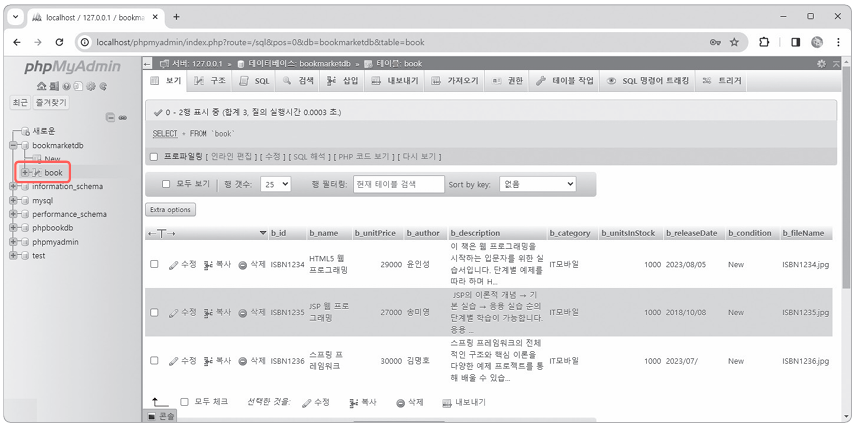 localhost / 127.0.0.1 / bookm
localhost/phpmyadmin/index.php?route=/sql&pos=0&db=bookmarketdb&table=book
phpMyAdmin
최근 즐겨찾기
새로운
bookmarketdb
New
book
information_schema
mysql
performance_schema
phpbookdb
phpmyadmin
test
서버: 127.0.0.1 » 데이터베이스: bookmarketdb » 테이블: book
보기 구조 SQL 검색 삽입 내보내기 가져오기 권한 테이블 작업 SQL 명령어 트래킹 트리거
0 - 2행 표시 중 (합계 3, 질의 실행시간 0.0003 초.)
SELECT * FROM `book`
프로파일링 [ 인라인 편집 ] [ 수정 ] [ SQL 해석 ] [ PHP 코드 보기 ] [ 다시 보기 ]
모두 보기 행 갯수: 25 행 필터링: 현재 테이블 검색 Sort by key: 없음
Extra options
b_id b_name b_unitPrice b_author b_description b_category b_unitsInStock b_releaseDate b_condition b_fileName
수정 복사 삭제 ISBN1234 HTML5 웹 프로그래밍 29000 윤인성 이 책은 웹 프로그래밍을 시작하는 입문자를 위한 실습서입니다. 단계별 예제를 따라 하며 H... IT모바일 1000 2023/08/05 New ISBN1234.jpg
수정 복사 삭제 ISBN1235 JSP 웹 프로그래밍 27000 송미영 JSP의 이론적 개념 → 기본 실습 → 응용 실습 순의 단계별 학습이 가능합니다. 응용 ... IT모바일 1000 2018/10/08 New ISBN1235.jpg
수정 복사 삭제 ISBN1236 스프링 프레임워크 30000 김명호 스프링 프레임워크의 전체적인 구조와 핵심 이론을 다양한 예제 프로젝트를 통해 배울 수 있습... IT모바일 1000 2023/07/ New ISBN1236.jpg
모두 체크 선택한 것을: 수정 복사 삭제 내보내기
콘솔